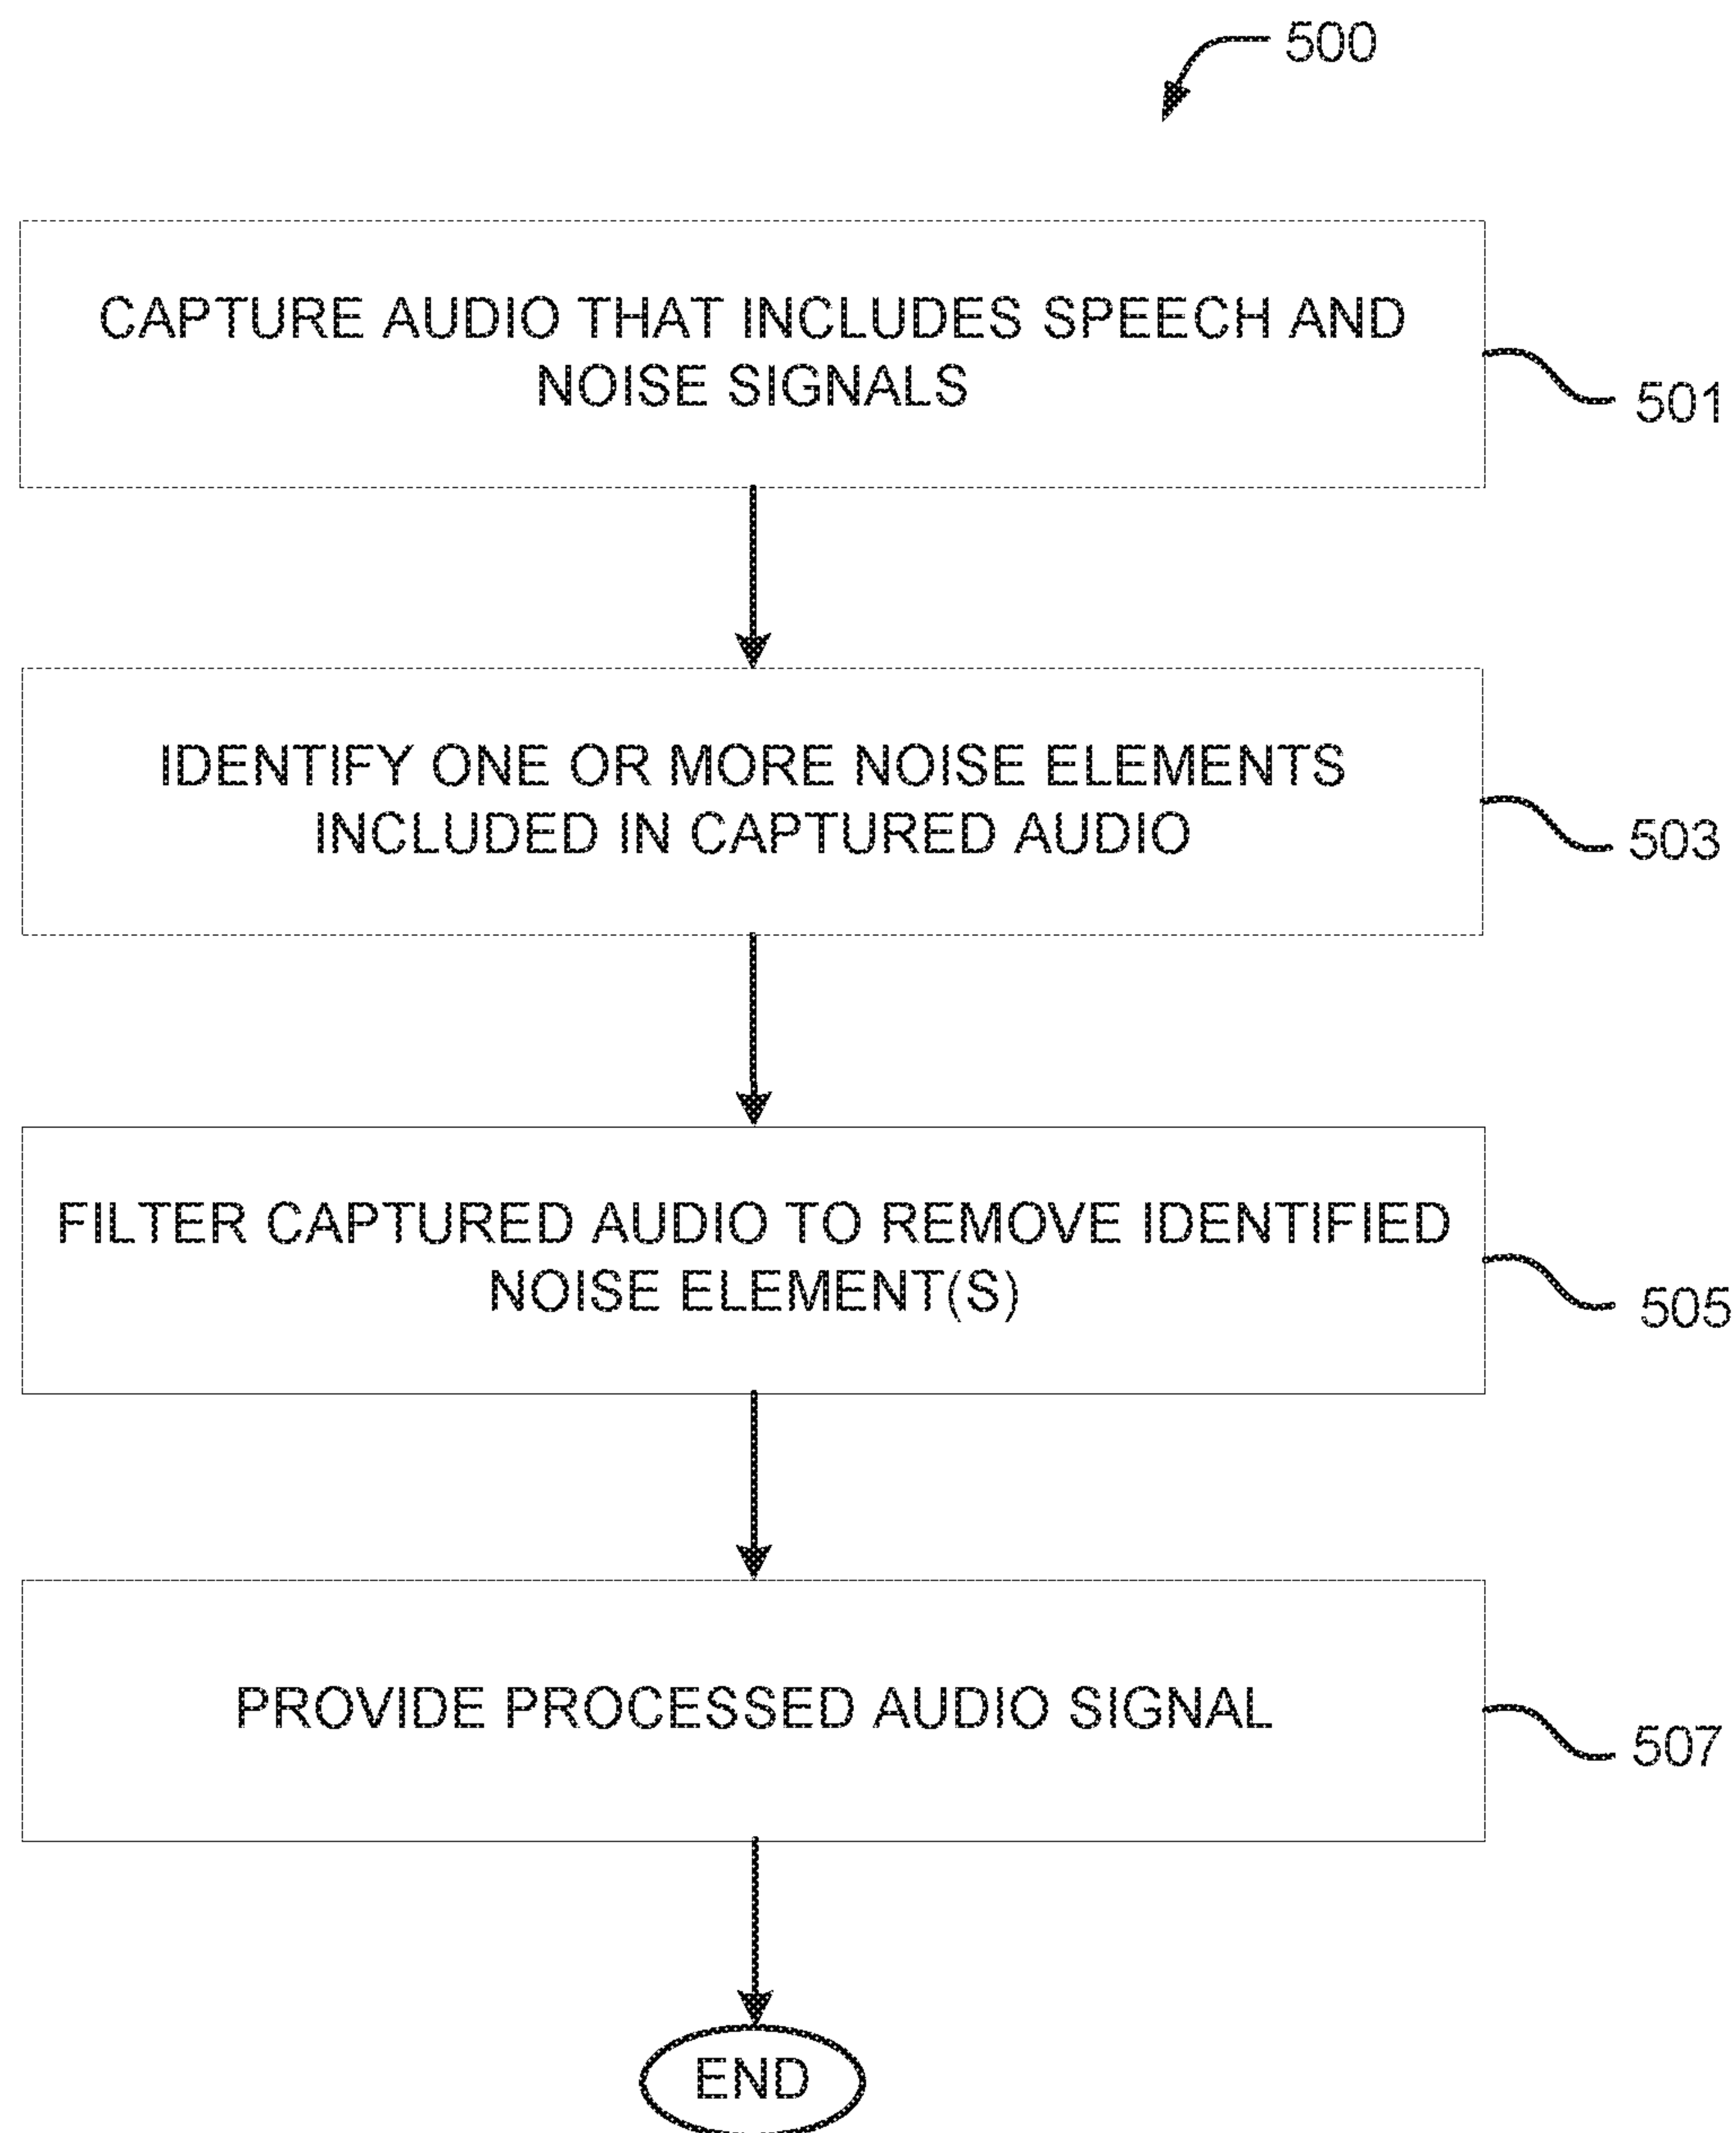 500
CAPTURE AUDIO THAT INCLUDES SPEECH AND
NOISE SIGNALS
501
IDENTIFY ONE OR MORE NOISE ELEMENTS
INCLUDED IN CAPTURED AUDIO
503
FILTER CAPTURED AUDIO TO REMOVE IDENTIFIED
NOISE ELEMENT(S)
505
PROVIDE PROCESSED AUDIO SIGNAL
507
END